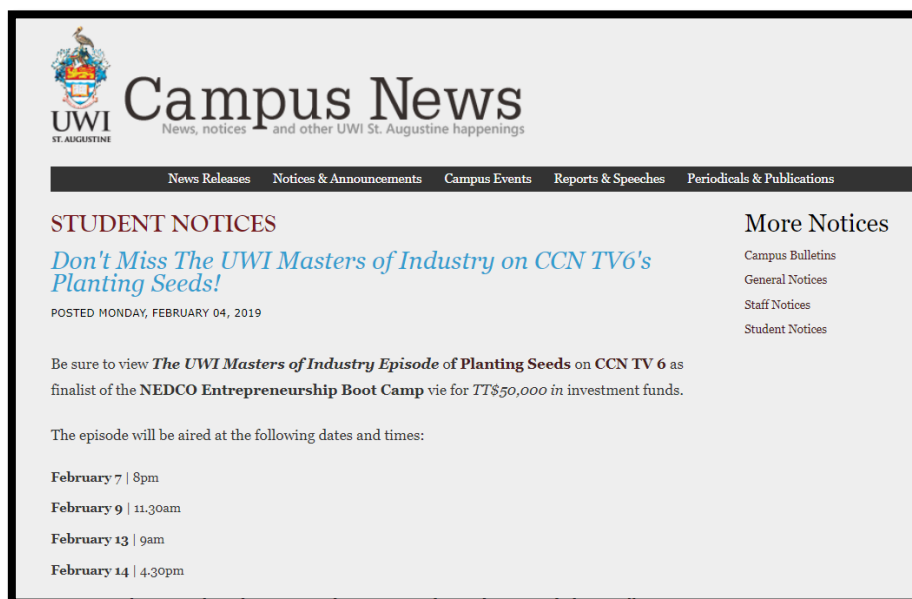 UWI
ST. AUGUSTINE
Campus News
News, notices and other UWI St. Augustine happenings
News Releases Notices & Announcements Campus Events Reports & Speeches Periodicals & Publications
STUDENT NOTICES
Don't Miss The UWI Masters of Industry on CCN TV6's
Planting Seeds!
POSTED MONDAY, FEBRUARY 04, 2019
Be sure to view The UWI Masters of Industry Episode of Planting Seeds on CCN TV 6 as
finalist of the NEDCO Entrepreneurship Boot Camp vie for TT$50,000 in investment funds.
The episode will be aired at the following dates and times:
February 7 | 8pm
February 9 | 11.30am
February 13 | 9am
February 14 | 4.30pm
More Notices
Campus Bulletins
General Notices
Staff Notices
Student Notices